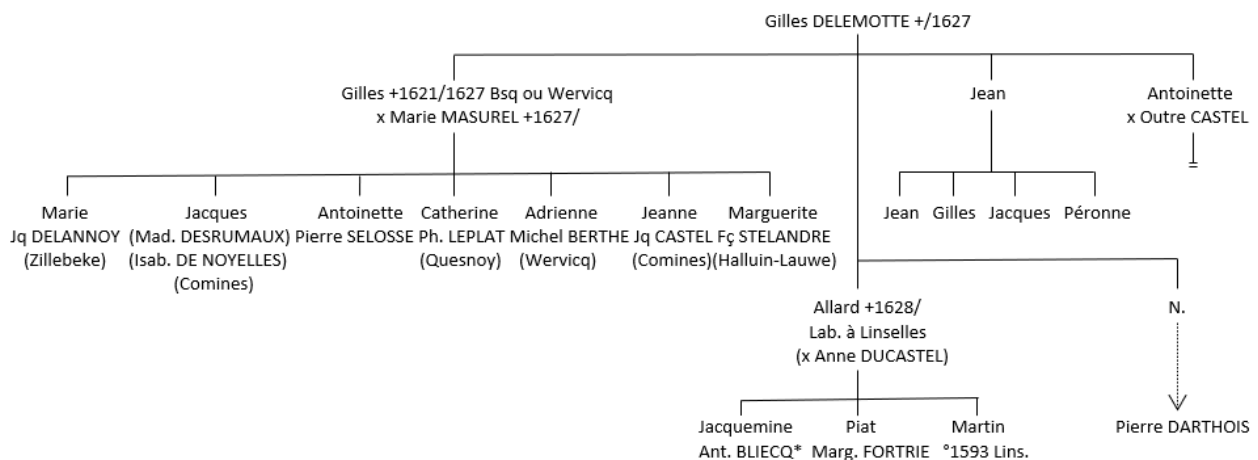 Gilles DELEMOTTE +/1627
Gilles +1621/1627 Bsq ou Wervicq
x Marie MASUREL +1627/
Jean
Antoinette
x Outre CASTEL
=
Jean Gilles Jacques Péronne
Marie Jacques Antoinette Catherine Adrienne Jeanne Marguerite
Jq DELANNOY (Mad. DESRUMAUX) Pierre SELOSSE Ph. LEPLAT Michel BERTHE Jq CASTEL Fç STELANDRE
(Zillebeke) (Isab. DE NOYELLES) (Quesnoy) (Wervicq) (Comines) (Halluin-Lauwe)
(Comines)
Allard +1628/
Lab. à Linselles
(x Anne DUCASTEL)
N.
Jacquemine Piat Martin
Ant. BLIECQ* Marg. FORTRIE °1593 Lins.
Pierre DARTHOIS